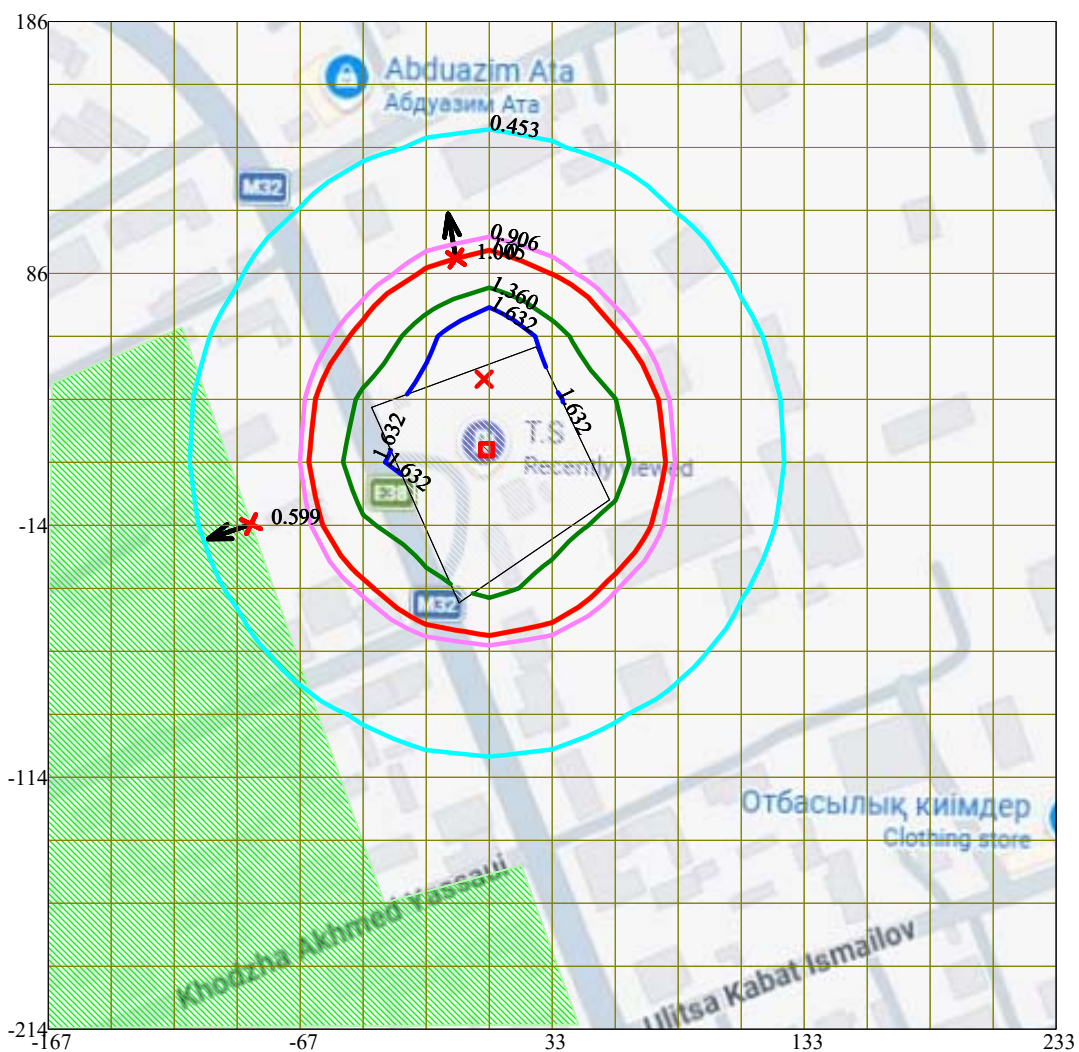 186
Abduazim Ata
Абдуазим Ата
0.453
M32
0.906
1.005
86
1.360
1.632
1.632
1.632
T.S
Recently viewed
1.632
-14
0.599
M32
-114
Отбасылық киімдер
Clothing store
Khodzha Akhmed Yassaui
Ulitsa Kabat Ismailov
-214
-167
-67
33
133
233